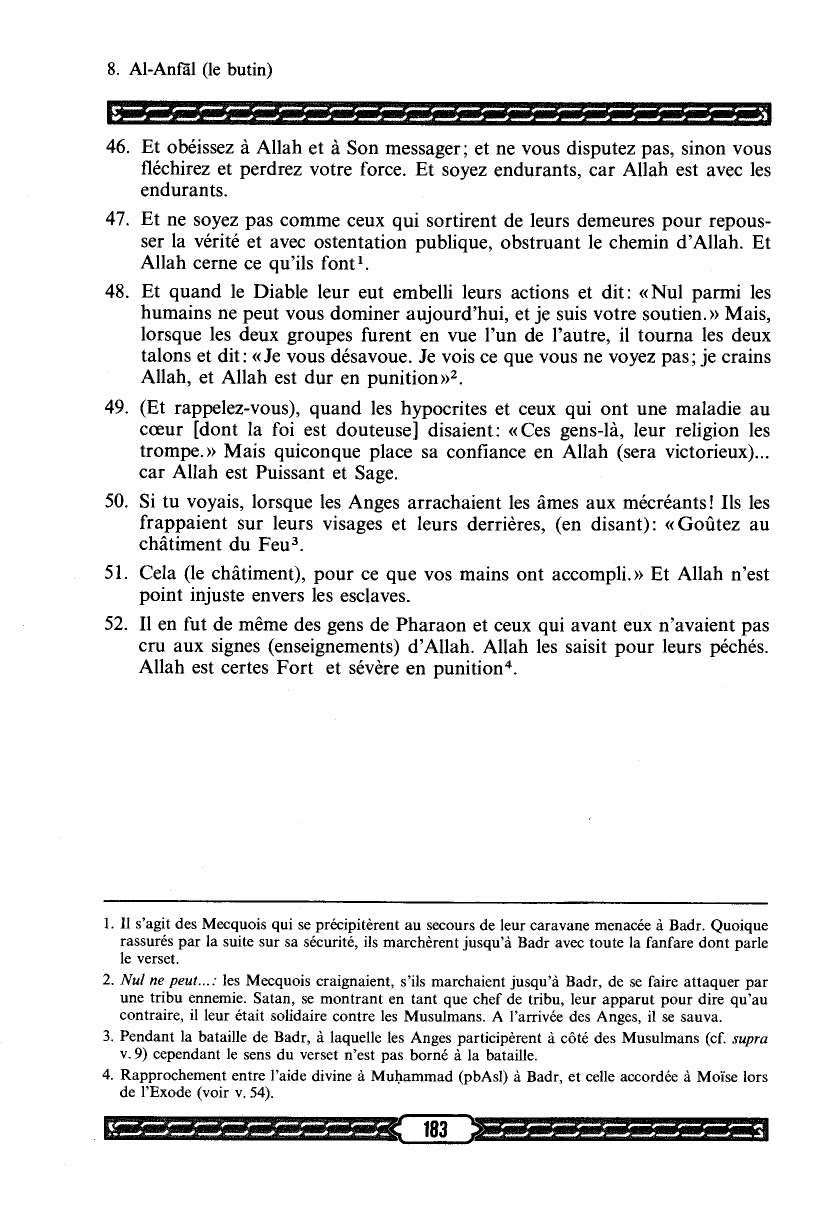 8. Al-Anfāl (le butin)
46. Et obéissez à Allah et à Son messager; et ne vous disputez pas, sinon vous
fléchirez et perdrez votre force. Et soyez endurants, car Allah est avec les
endurants.
47. Et ne soyez pas comme ceux qui sortirent de leurs demeures pour repous-
ser la vérité et avec ostentation publique, obstruant le chemin d'Allah. Et
Allah cerne ce qu'ils font¹.
48. Et quand le Diable leur eut embelli leurs actions et dit: «Nul parmi les
humains ne peut vous dominer aujourd'hui, et je suis votre soutien.» Mais,
lorsque les deux groupes furent en vue l'un de l'autre, il tourna les deux
talons et dit: «Je vous désavoue. Je vois ce que vous ne voyez pas; je crains
Allah, et Allah est dur en punition»².
49. (Et rappelez-vous), quand les hypocrites et ceux qui ont une maladie au
cœur [dont la foi est douteuse] disaient: «Ces gens-là, leur religion les
trompe.» Mais quiconque place sa confiance en Allah (sera victorieux)...
car Allah est Puissant et Sage.
50. Si tu voyais, lorsque les Anges arrachaient les âmes aux mécréants! Ils les
frappaient sur leurs visages et leurs derrières, (en disant): «Goûtez au
châtiment du Feu³.
51. Cela (le châtiment), pour ce que vos mains ont accompli.» Et Allah n'est
point injuste envers les esclaves.
52. Il en fut de même des gens de Pharaon et ceux qui avant eux n'avaient pas
cru aux signes (enseignements) d'Allah. Allah les saisit pour leurs péchés.
Allah est certes Fort et sévère en punition⁴.
1. Il s'agit des Mecquois qui se précipitèrent au secours de leur caravane menacée à Badr. Quoique
rassurés par la suite sur sa sécurité, ils marchèrent jusqu'à Badr avec toute la fanfare dont parle
le verset.
2. Nul ne peut...: les Mecquois craignaient, s'ils marchaient jusqu'à Badr, de se faire attaquer par
une tribu ennemie. Satan, se montrant en tant que chef de tribu, leur apparut pour dire qu'au
contraire, il leur était solidaire contre les Musulmans. A l'arrivée des Anges, il se sauva.
3. Pendant la bataille de Badr, à laquelle les Anges participèrent à côté des Musulmans (cf. supra
v. 9) cependant le sens du verset n'est pas borné à la bataille.
4. Rapprochement entre l'aide divine à Muḥammad (pbAsl) à Badr, et celle accordée à Moïse lors
de l'Exode (voir v. 54).
183